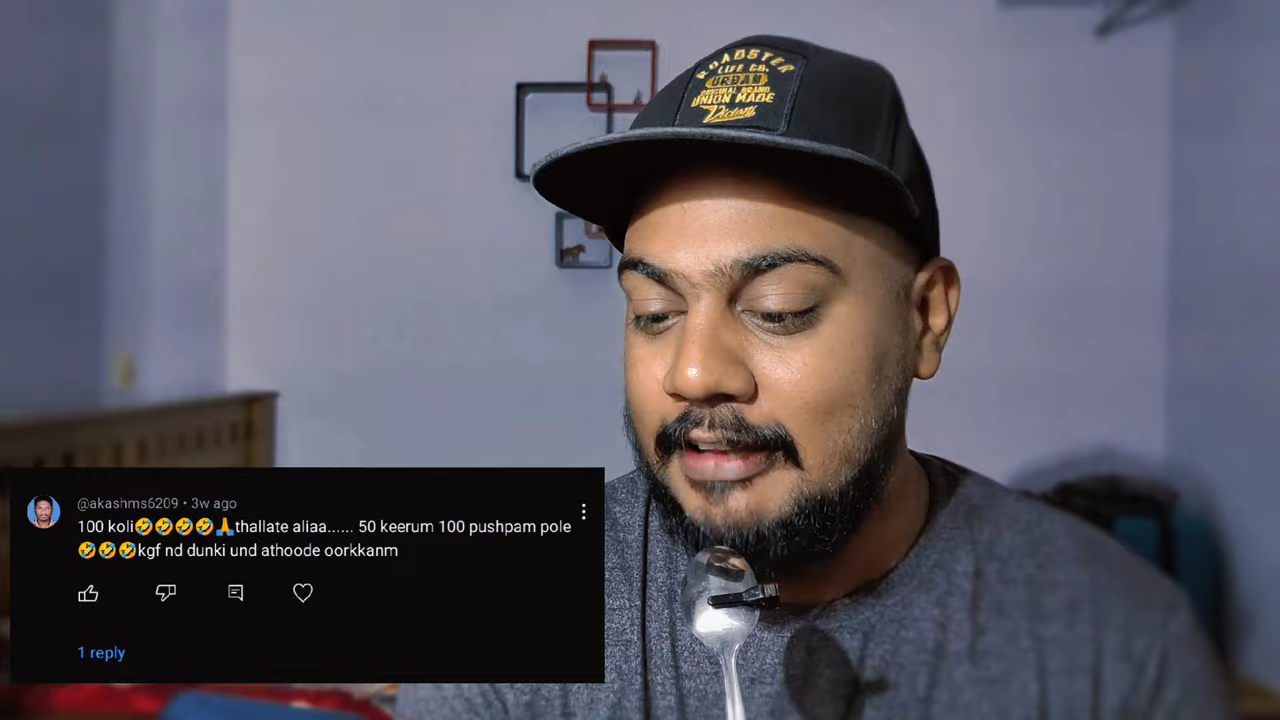 ROADSTER
LIFE CO.
URBAN
ORIGINAL BRAND
UNION MADE
Victory
@akashms6209 • 3w ago
100 koli🤣🤣🤣🤣🙏thallate aliaa...... 50 keerum 100 pushpam pole
🤣🤣🤣kgf nd dunki und athoode oorkkanm
1 reply